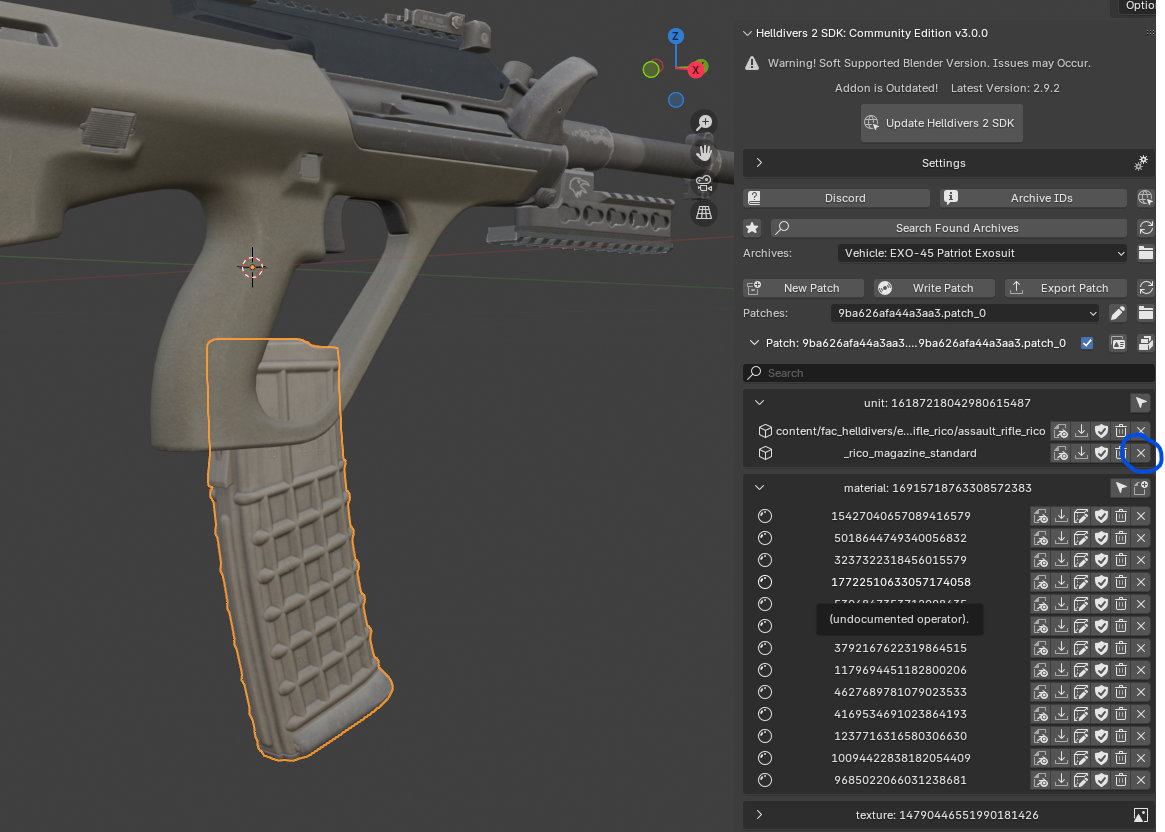 Optio
Helldivers 2 SDK: Community Edition v3.0.0
Warning! Soft Supported Blender Version. Issues may Occur.
Addon is Outdated! Latest Version: 2.9.2
Update Helldivers 2 SDK
Settings
Discord
Archive IDs
Search Found Archives
Archives: Vehicle: EXO-45 Patriot Exosuit
New Patch
Write Patch
Export Patch
Patches: 9ba626afa44a3aa3.patch_0
Patch: 9ba626afa44a3aa3....9ba626afa44a3aa3.patch_0
Search
unit: 16187218042980615487
content/fac_helldivers/e...ifle_rico/assault_rifle_rico
_rico_magazine_standard
material: 16915718763308572383
15427040657089416579
5018644749340056832
3237322318456015579
17722510633057174058
(undocumented operator).
3792167622319864515
1179694451182800206
4627689781079023533
4169534691023864193
1237716316580306630
10094422838182054409
9685022066031238681
texture: 14790446551990181426
Z
X